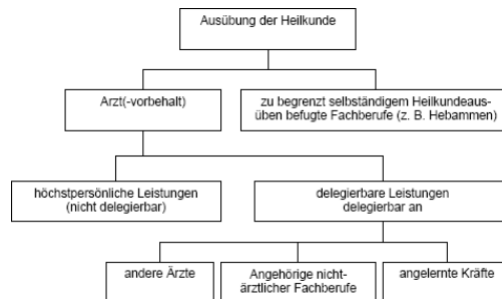 Ausübung der Heilkunde
Arzt(-vorbehalt)
zu begrenzt selbständigem Heilkundeaus-
üben befugte Fachberufe (z. B. Hebammen)
höchstpersönliche Leistungen
(nicht delegierbar)
delegierbare Leistungen
delegierbar an
andere Ärzte
Angehörige nicht-
ärztlicher Fachberufe
angelernte Kräfte